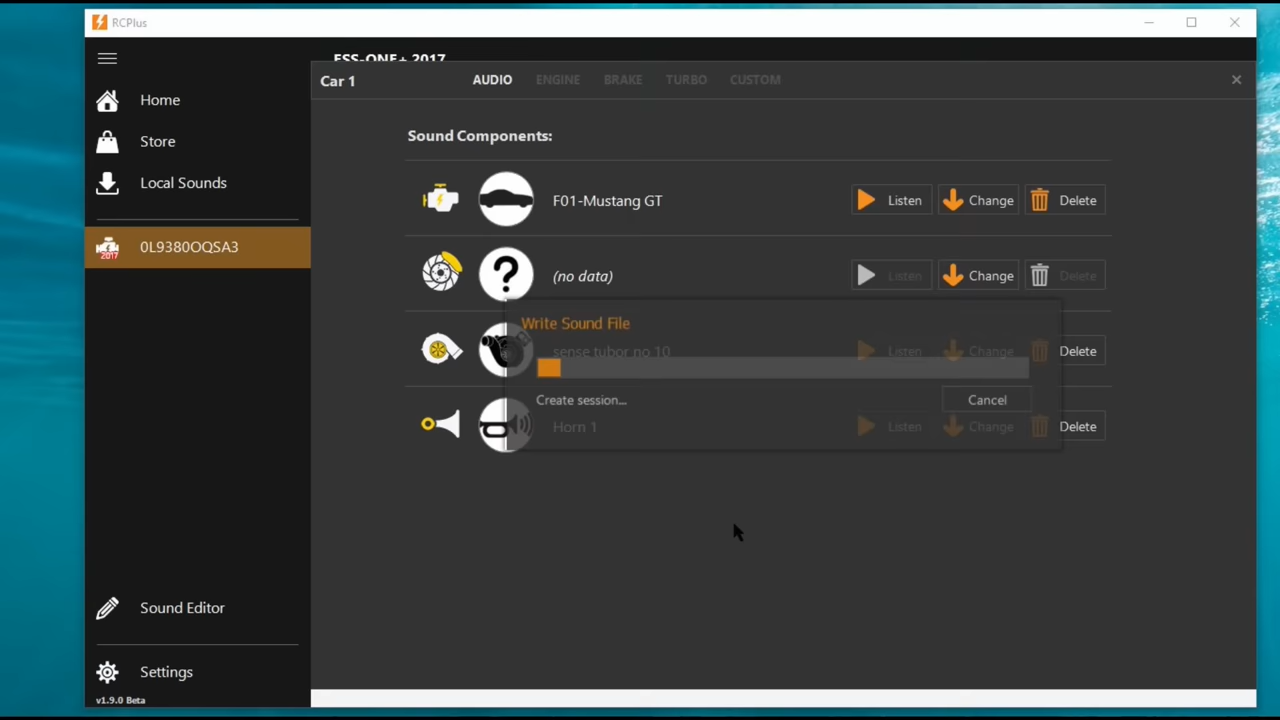 RCPlus
ESS-ONE+ 2017
Car 1
AUDIO ENGINE BRAKE TURBO CUSTOM
Home
Store
Local Sounds
2017
0L9380OQSA3
Sound Components:
F01-Mustang GT
Listen Change Delete
?
(no data)
Listen Change Delete
Write Sound File
sense tubor no 10
Listen Change Delete
Create session...
Cancel
Horn 1
Listen Change Delete
Sound Editor
Settings
v1.9.0 Beta